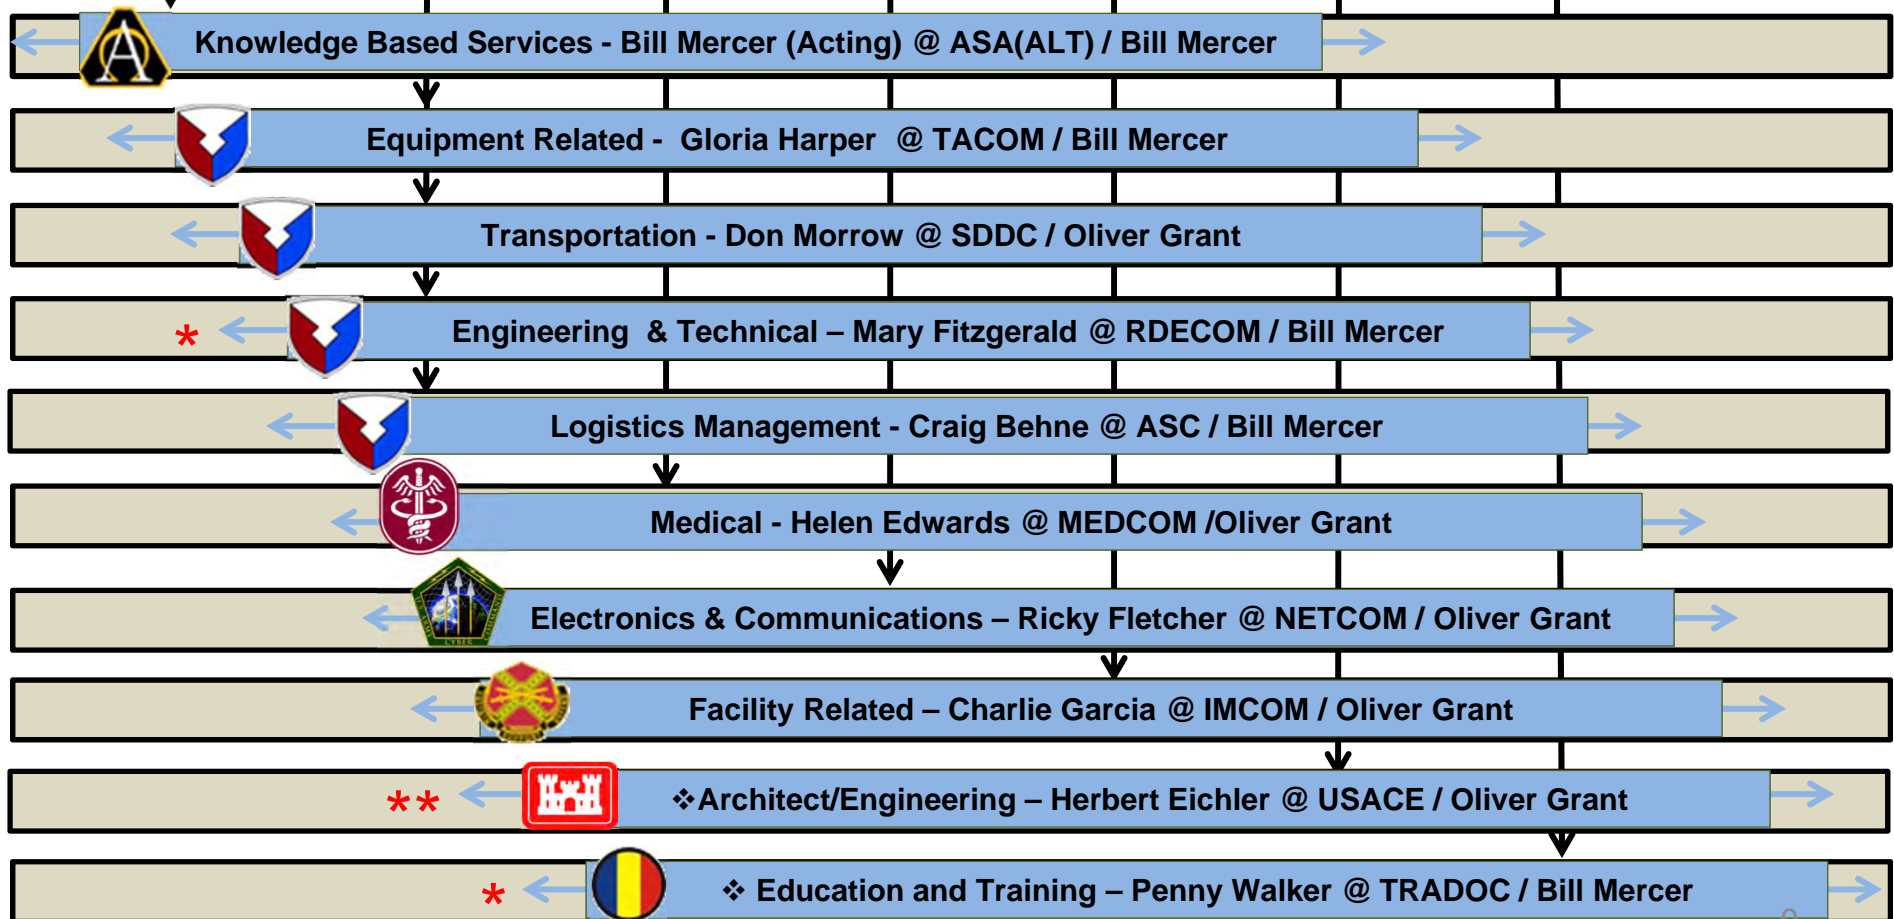 Knowledge Based Services - Bill Mercer (Acting) @ ASA(ALT) / Bill Mercer
Equipment Related - Gloria Harper @ TACOM / Bill Mercer
Transportation - Don Morrow @ SDDC / Oliver Grant
* Engineering & Technical – Mary Fitzgerald @ RDECOM / Bill Mercer
Logistics Management - Craig Behne @ ASC / Bill Mercer
Medical - Helen Edwards @ MEDCOM /Oliver Grant
Electronics & Communications – Ricky Fletcher @ NETCOM / Oliver Grant
Facility Related – Charlie Garcia @ IMCOM / Oliver Grant
** ❖Architect/Engineering – Herbert Eichler @ USACE / Oliver Grant
* ❖ Education and Training – Penny Walker @ TRADOC / Bill Mercer